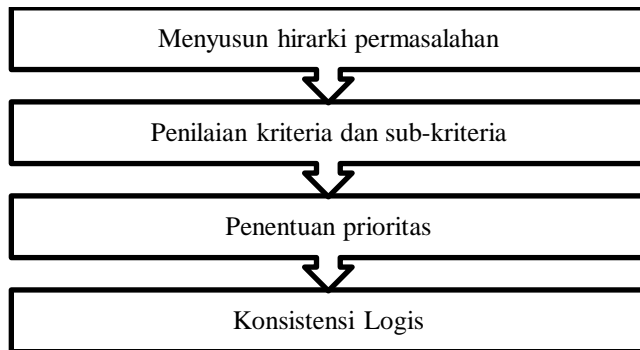 Menyusun hirarki permasalahan
Penilaian kriteria dan sub-kriteria
Penentuan prioritas
Konsistensi Logis